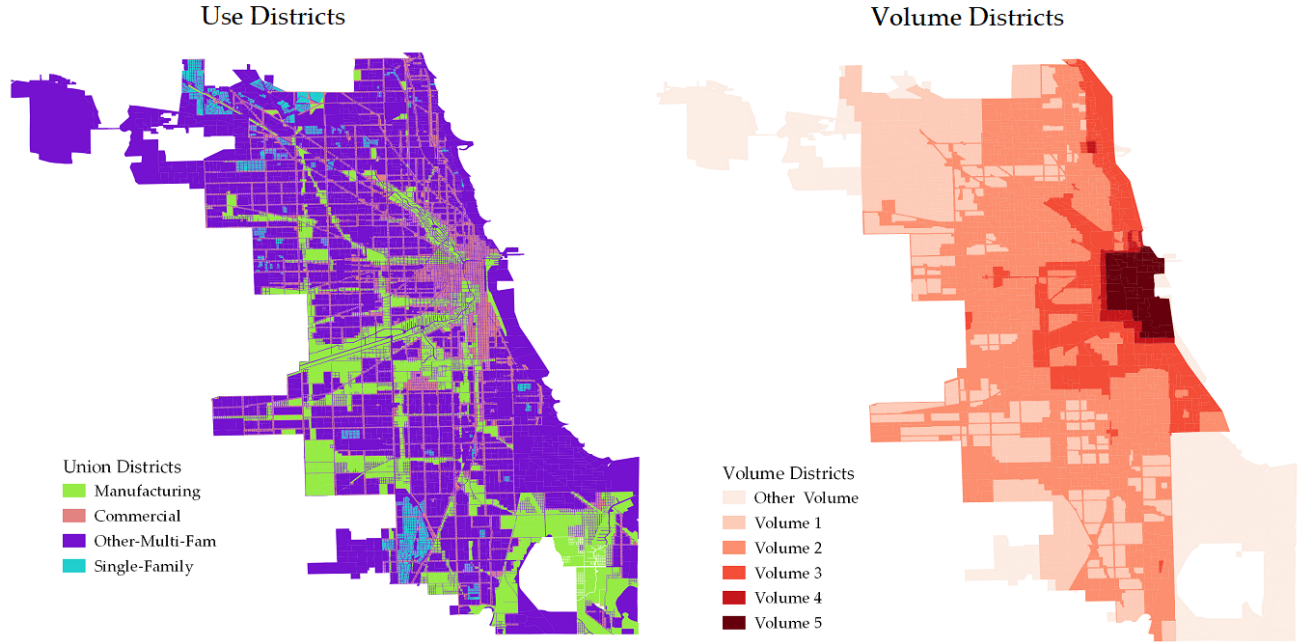 Use Districts
Volume Districts
Union Districts
Manufacturing
Commercial
Other-Multi-Fam
Single-Family
Volume Districts
Other Volume
Volume 1
Volume 2
Volume 3
Volume 4
Volume 5